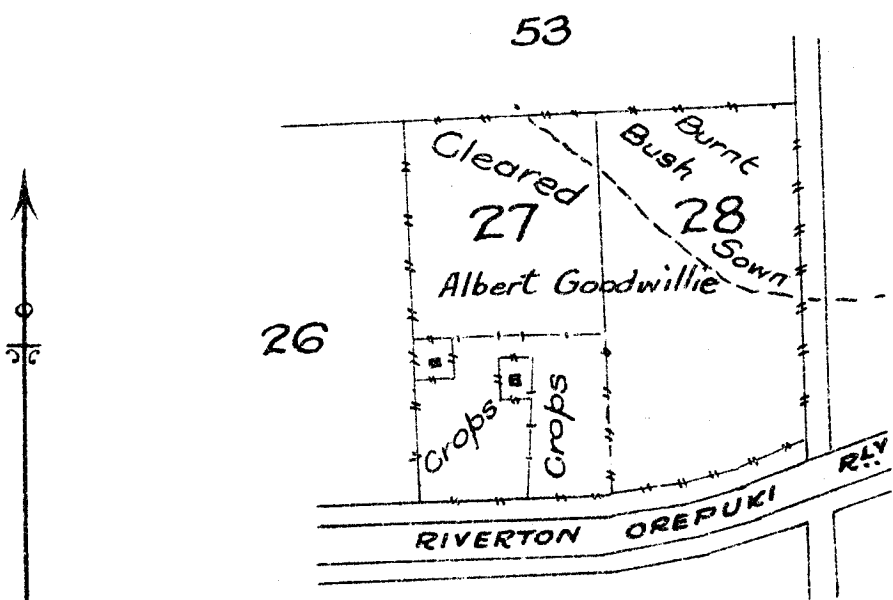 53
Cleared
Burnt
Bush
27
28
Sown
Albert Goodwillie
26
Crops
Crops
RIVERTON OREPUKI RLY